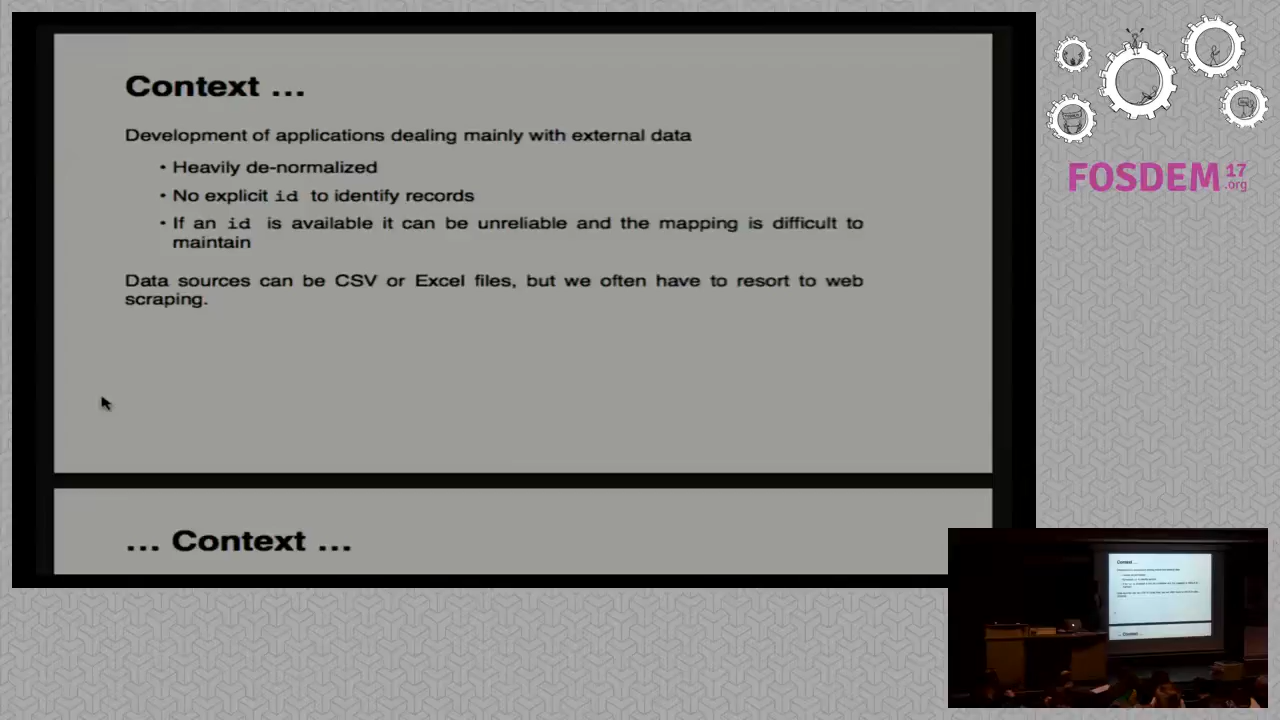 Context ...
Development of applications dealing mainly with external data
• Heavily de-normalized
• No explicit id to identify records
• If an id is available it can be unreliable and the mapping is difficult to
maintain
Data sources can be CSV or Excel files, but we often have to resort to web
scraping.
... Context ...
FOSDEM 17
.org
Context ...
... Context ...